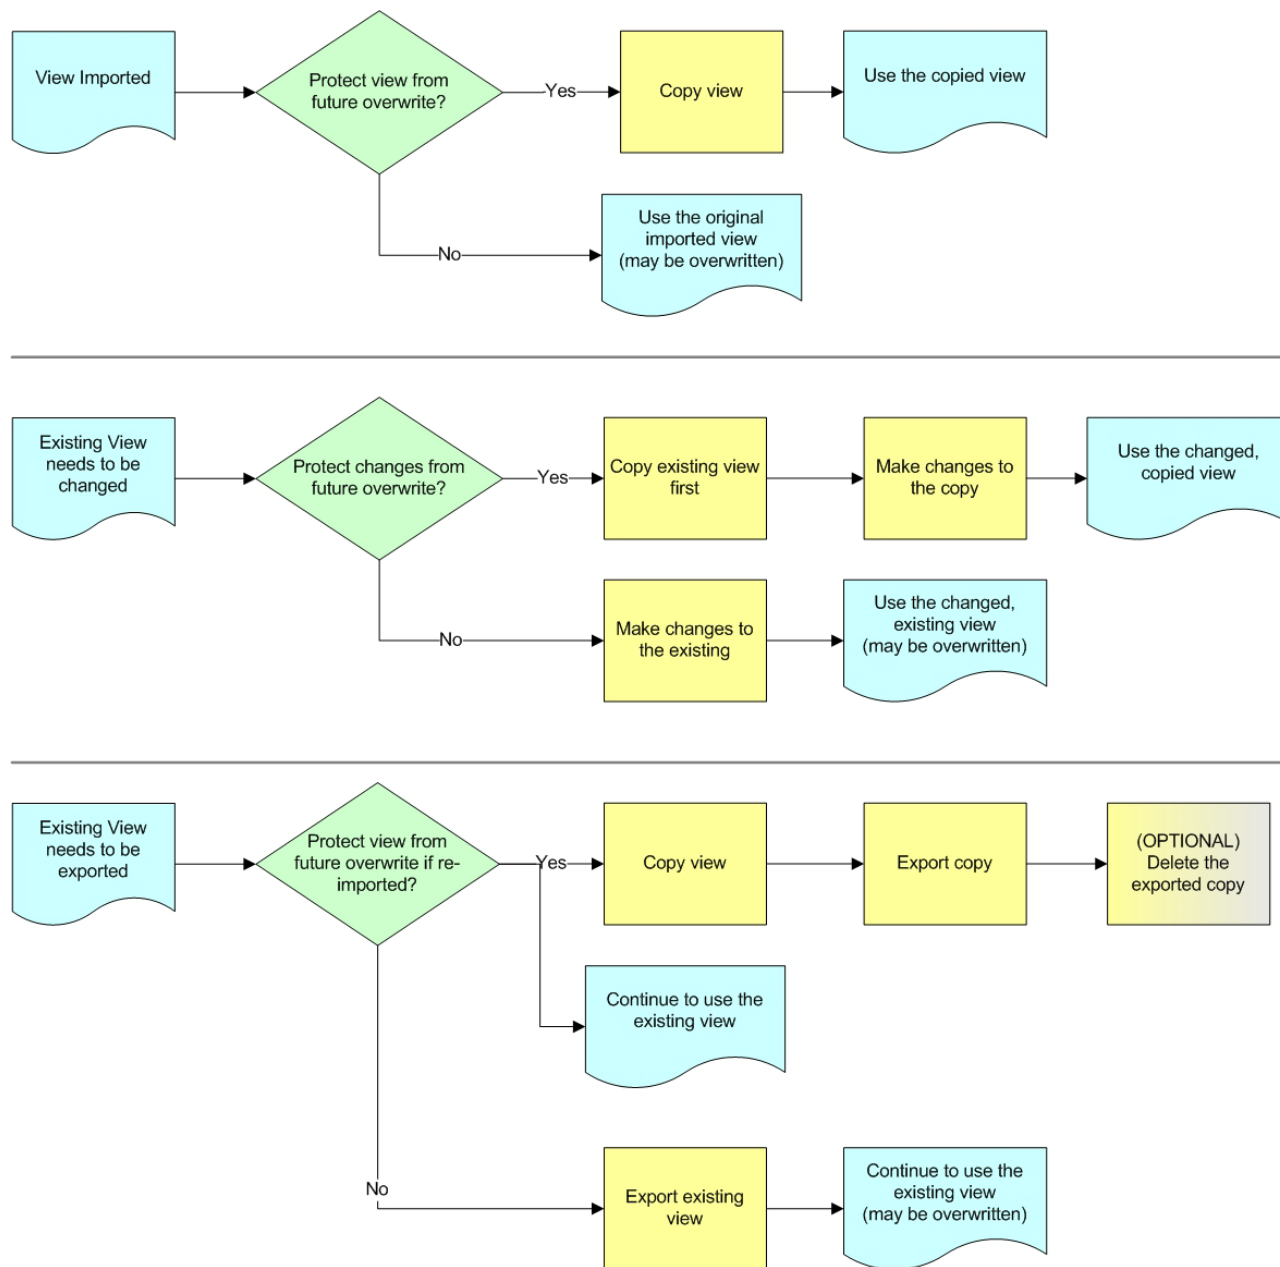 View Imported
Protect view from
future overwrite?
Yes
Copy view
Use the copied view
No
Use the original
imported view
(may be overwritten)
Existing View
needs to be
changed
Protect changes from
future overwrite?
Yes
Copy existing view
first
Make changes to
the copy
Use the changed,
copied view
No
Make changes to
the existing
Use the changed,
existing view
(may be overwritten)
Existing View
needs to be
exported
Protect view from
future overwrite if re-
imported?
Yes
Copy view
Export copy
(OPTIONAL)
Delete the
exported copy
Continue to use the
existing view
No
Export existing
view
Continue to use the
existing view
(may be overwritten)